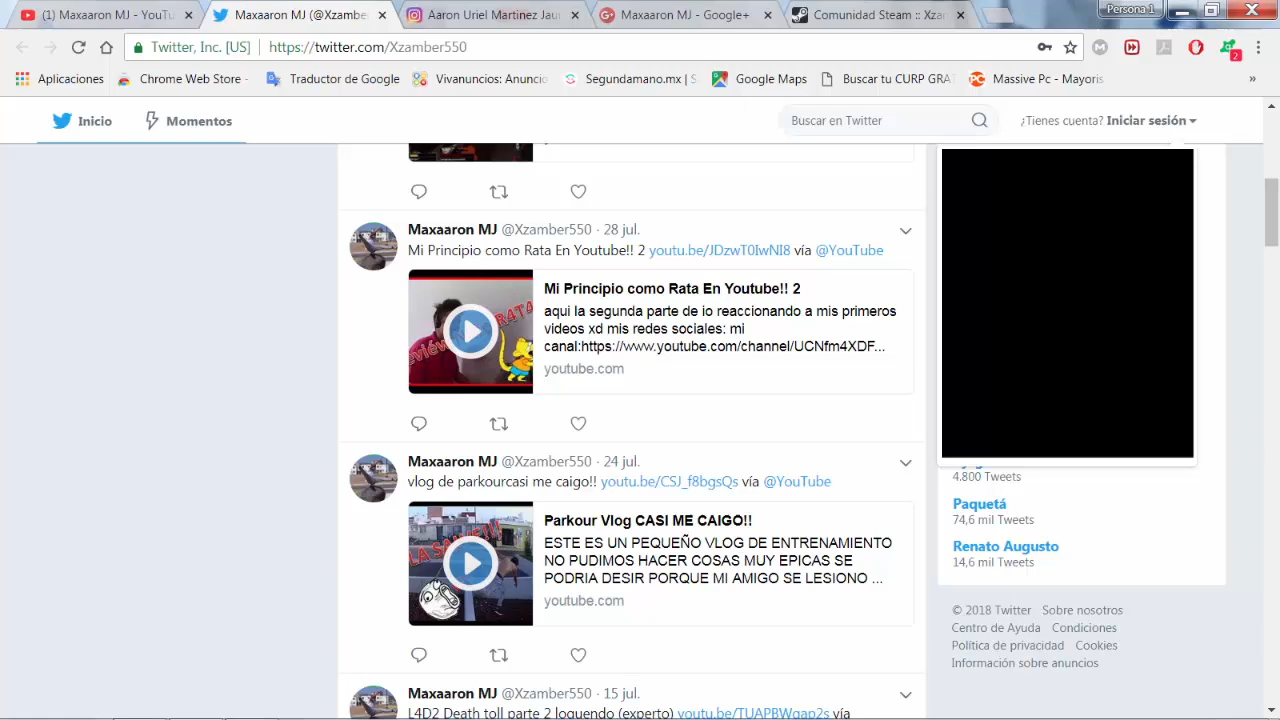 (1) Maxaaron MJ - YouTu
Maxaaron MJ (@Xzambe
Aaron Uriel Martinez
Maxaaron MJ - Google+
Comunidad Steam :: Xzar
Persona 1
Twitter, Inc. [US]
https://twitter.com/Xzamber550
2
Aplicaciones
Chrome Web Store -
Traductor de Google
Vivanuncios: Anuncio
Segundamano.mx | S
Google Maps
Buscar tu CURP GRA
Massive Pc - Mayoris
»
Inicio
Momentos
Buscar en Twitter
¿Tienes cuenta? Iniciar sesión
Maxaaron MJ @Xzamber550 · 28 jul.
Mi Principio como Rata En Youtube!! 2 youtu.be/JDzwT0IwNI8 vía @YouTube
Mi Principio como Rata En Youtube!! 2
aqui la segunda parte de io reaccionando a mis primeros
videos xd mis redes sociales: mi
canal:https://www.youtube.com/channel/UCNfm4XDF...
youtube.com
Maxaaron MJ @Xzamber550 · 24 jul.
vlog de parkourcasi me caigo!! youtu.be/CSJ_f8bgsQs vía @YouTube
Parkour Vlog CASI ME CAIGO!!
ESTE ES UN PEQUEÑO VLOG DE ENTRENAMIENTO
NO PUDIMOS HACER COSAS MUY EPICAS SE
PODRIA DESIR PORQUE MI AMIGO SE LESIONO ...
youtube.com
Maxaaron MJ @Xzamber550 · 15 jul.
L4D2 Death toll parte 2 loquendo (experto) youtu.be/TUAPBWgap2s vía
4.800 Tweets
Paquetá
74,6 mil Tweets
Renato Augusto
14,6 mil Tweets
© 2018 Twitter Sobre nosotros
Centro de Ayuda Condiciones
Política de privacidad Cookies
Información sobre anuncios